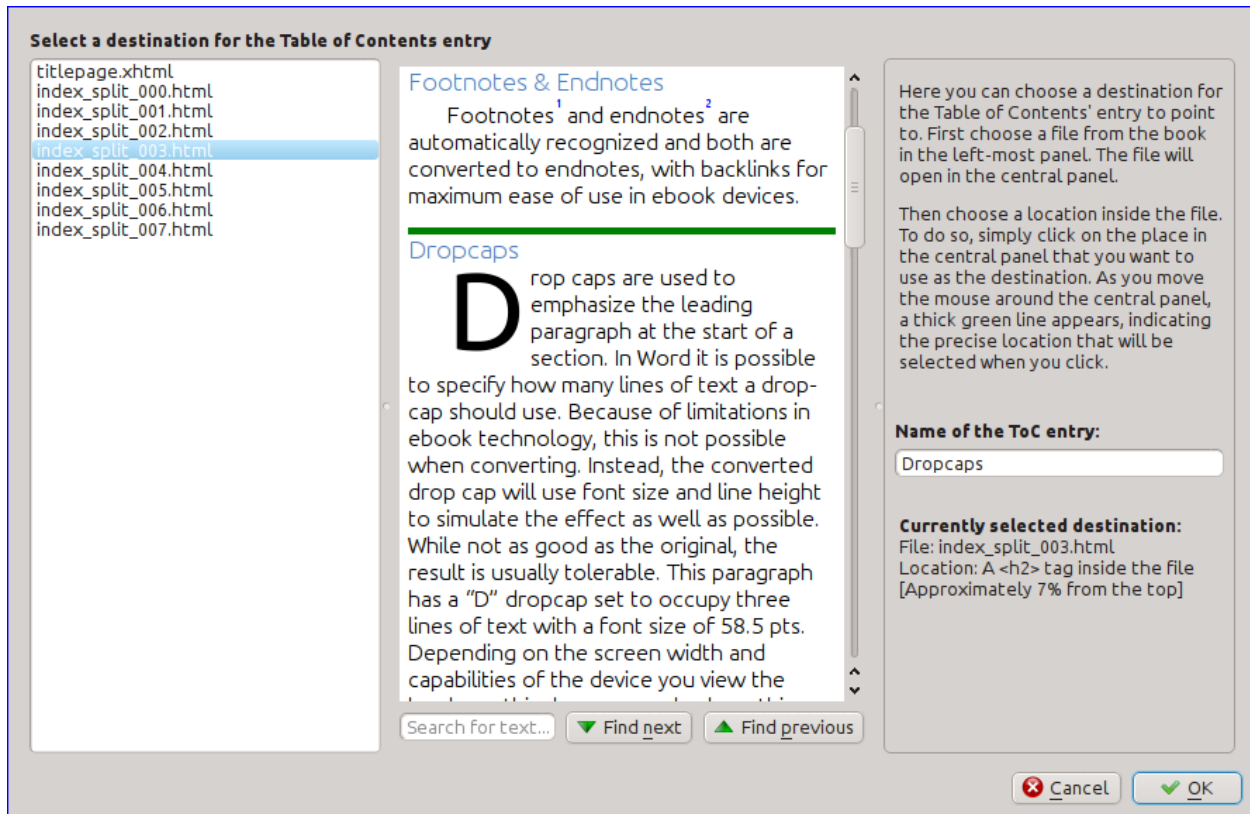 Select a destination for the Table of Contents entry
titlepage.xhtml
index_split_000.html
index_split_001.html
index_split_002.html
index_split_003.html
index_split_004.html
index_split_005.html
index_split_006.html
index_split_007.html
Footnotes & Endnotes
Footnotes1 and endnotes2 are
automatically recognized and both are
converted to endnotes, with backlinks for
maximum ease of use in ebook devices.
Dropcaps
Drop caps are used to
emphasize the leading
paragraph at the start of a
section. In Word it is possible
to specify how many lines of text a drop-
cap should use. Because of limitations in
ebook technology, this is not possible
when converting. Instead, the converted
drop cap will use font size and line height
to simulate the effect as well as possible.
While not as good as the original, the
result is usually tolerable. This paragraph
has a “D” dropcap set to occupy three
lines of text with a font size of 58.5 pts.
Depending on the screen width and
capabilities of the device you view the
Search for text...
Find next
Find previous
Here you can choose a destination for
the Table of Contents' entry to point
to. First choose a file from the book
in the left-most panel. The file will
open in the central panel.
Then choose a location inside the file.
To do so, simply click on the place in
the central panel that you want to
use as the destination. As you move
the mouse around the central panel,
a thick green line appears, indicating
the precise location that will be
selected when you click.
Name of the ToC entry:
Dropcaps
Currently selected destination:
File: index_split_003.html
Location: A <h2> tag inside the file
[Approximately 7% from the top]
Cancel
OK